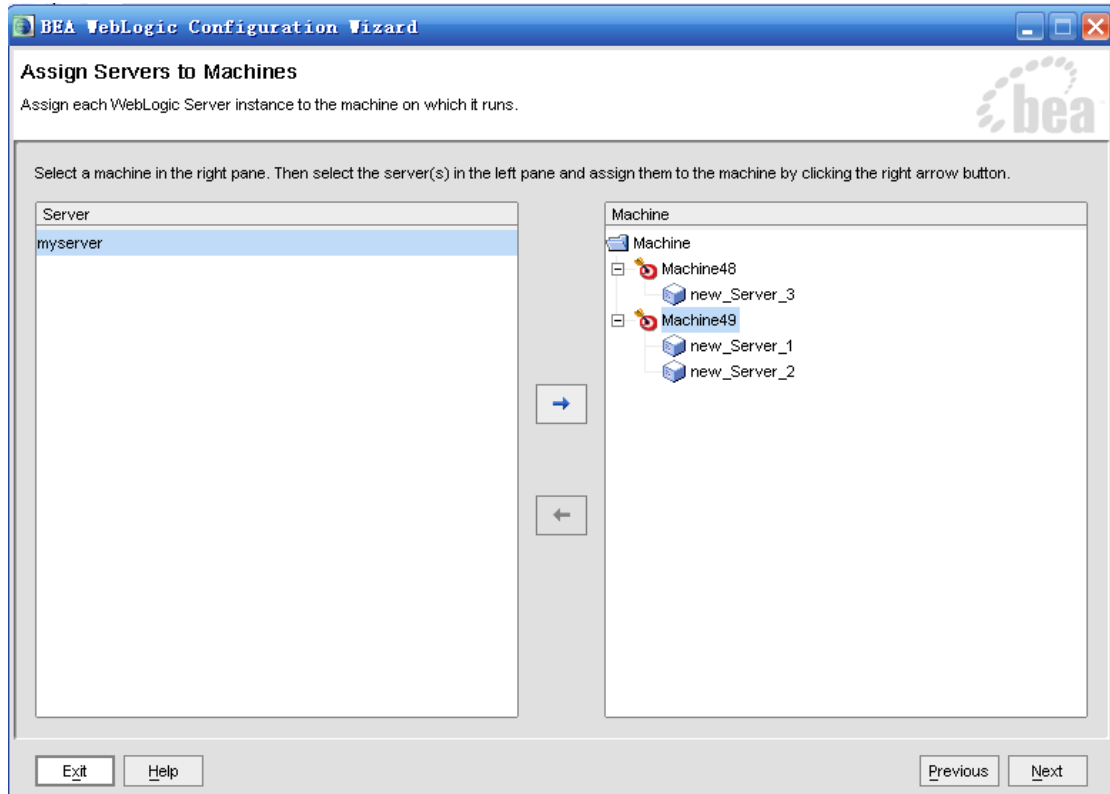 BEA WebLogic Configuration Wizard
Assign Servers to Machines
Assign each WebLogic Server instance to the machine on which it runs.
bea
Select a machine in the right pane. Then select the server(s) in the left pane and assign them to the machine by clicking the right arrow button.
Server
myserver
Machine
Machine
Machine48
new_Server_3
Machine49
new_Server_1
new_Server_2
Exit
Help
Previous
Next